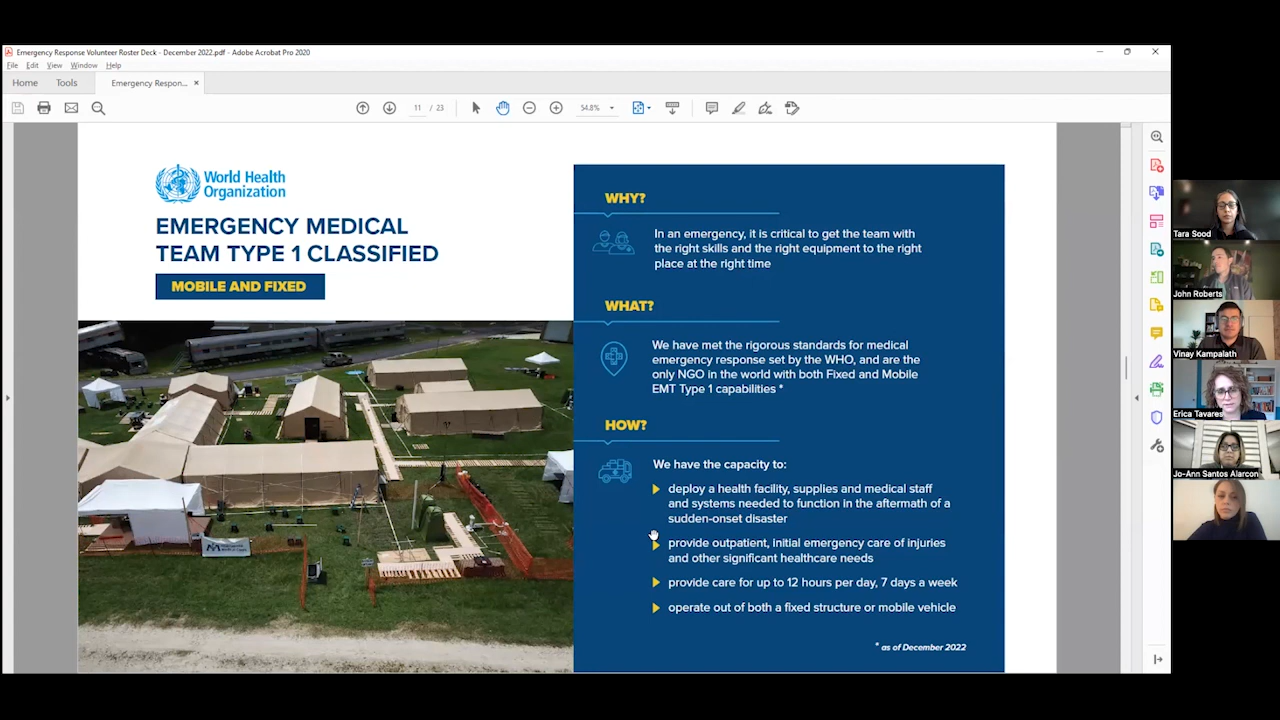 Emergency Response Volunteer Roster Deck - December 2022.pdf - Adobe Acrobat Pro 2020
File Edit View Window Help
Home Tools Emergency Respon... ×
11 / 23 54.8%
World Health
Organization
EMERGENCY MEDICAL
TEAM TYPE 1 CLASSIFIED
MOBILE AND FIXED
WHY?
In an emergency, it is critical to get the team with
the right skills and the right equipment to the right
place at the right time
WHAT?
We have met the rigorous standards for medical
emergency response set by the WHO, and are the
only NGO in the world with both Fixed and Mobile
EMT Type 1 capabilities *
HOW?
We have the capacity to:
deploy a health facility, supplies and medical staff
and systems needed to function in the aftermath of a
sudden-onset disaster
provide outpatient, initial emergency care of injuries
and other significant healthcare needs
provide care for up to 12 hours per day, 7 days a week
operate out of both a fixed structure or mobile vehicle
* as of December 2022
Tara Sood
John Roberts
Vinay Kampalath
Erica Tavares
Jo-Ann Santos Alarcon